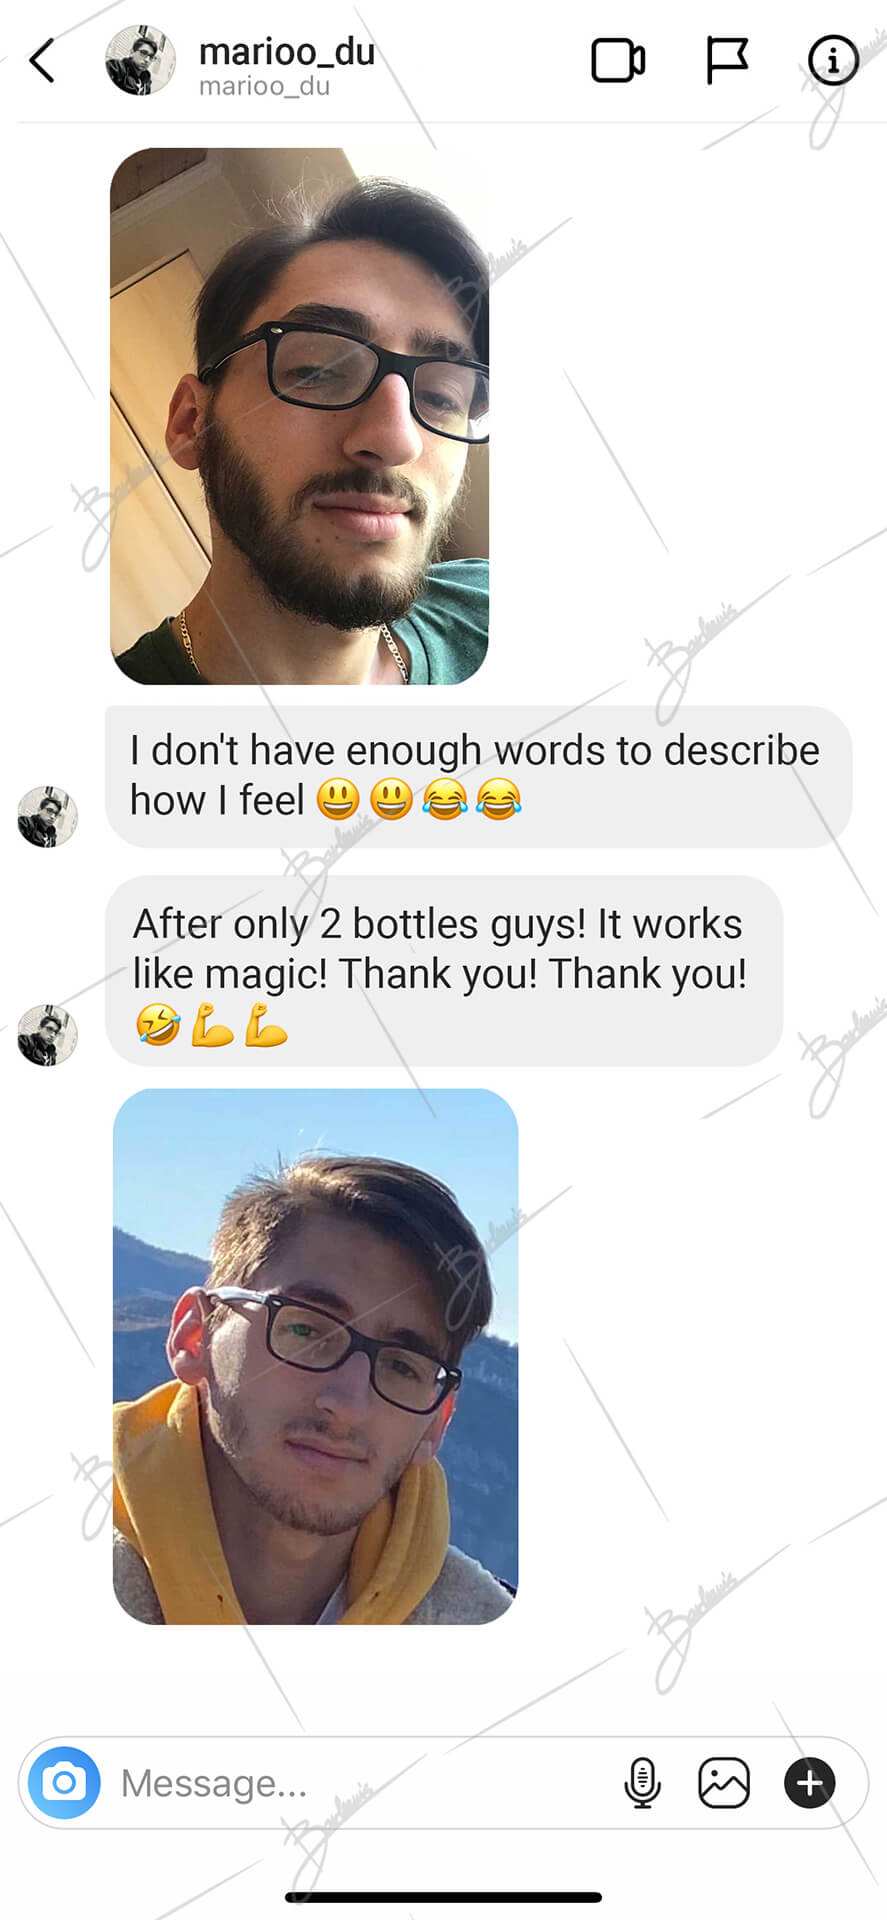 marioo_du
marioo_du
I don't have enough words to describe
how I feel 😃😃😂😂
After only 2 bottles guys! It works
like magic! Thank you! Thank you!
🤣💪💪
Message...